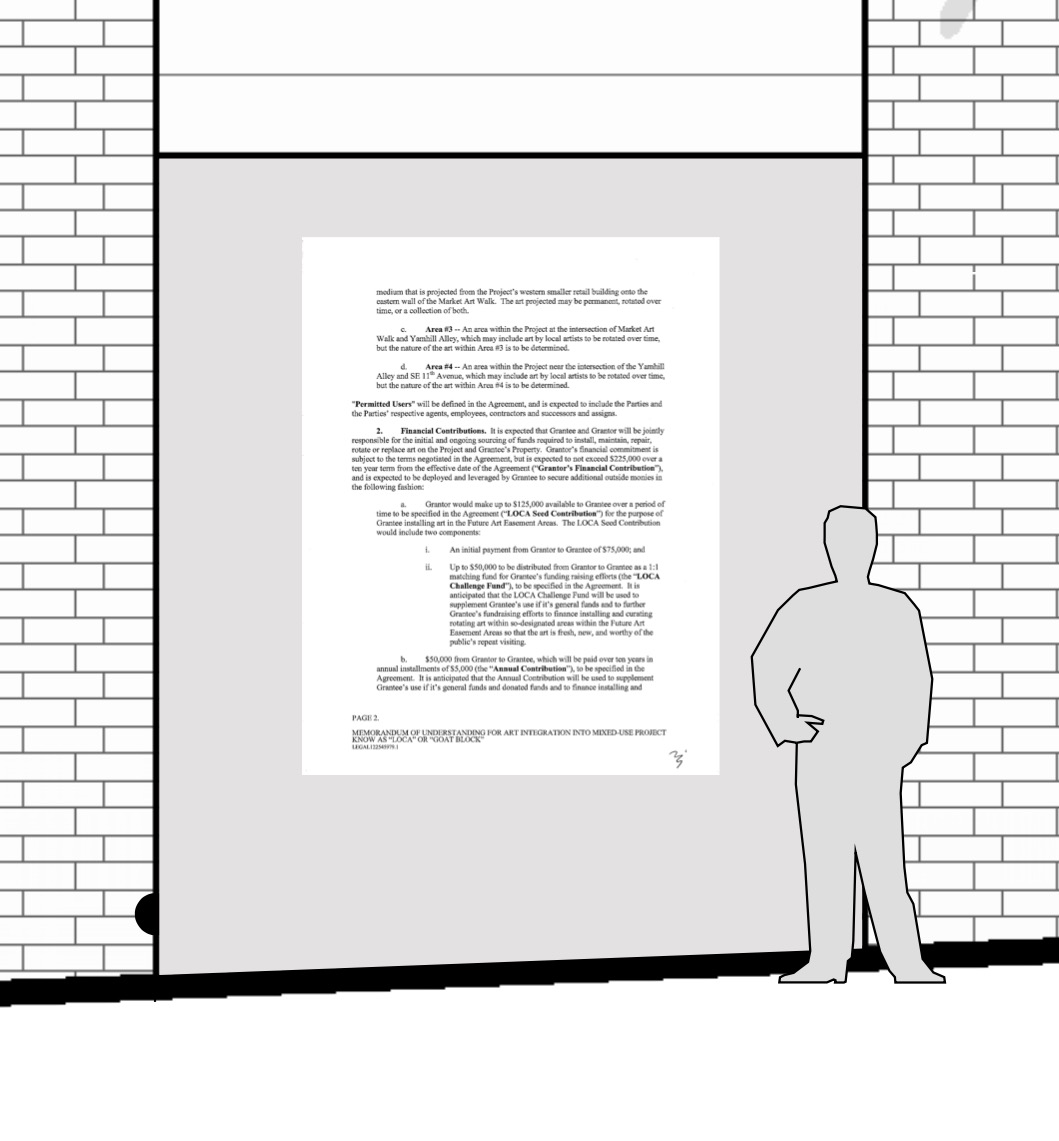 medium that is projected from the Project's western smaller retail building onto the
eastern wall of the Market Art Walk. The art projected may be permanent, rotated over
time, or a collection of both.
c. Area #3 -- An area within the Project at the intersection of Market Art
Walk and Yamhill Alley, which may include art by local artists to be rotated over time,
but the nature of the art within Area #3 is to be determined.
d. Area #4 -- An area within the Project near the intersection of the Yamhill
Alley and SE 11th Avenue, which may include art by local artists to be rotated over time,
but the nature of the art within Area #4 is to be determined.
"Permitted Users" will be defined in the Agreement, and is expected to include the Parties and
the Parties' respective agents, employees, contractors and successors and assigns.
2. Financial Contributions. It is expected that Grantee and Grantor will be jointly
responsible for the initial and ongoing sourcing of funds required to install, maintain, repair,
rotate or replace art on the Project and Grantee's Property. Grantor's financial commitment is
subject to the terms negotiated in the Agreement, but is expected to not exceed $225,000 over a
ten year term from the effective date of the Agreement ("Grantor's Financial Contribution"),
and is expected to be deployed and leveraged by Grantee to secure additional outside monies in
the following fashion:
a. Grantor would make up to $125,000 available to Grantee over a period of
time to be specified in the Agreement ("LOCA Seed Contribution") for the purpose of
Grantee installing art in the Future Art Easement Areas. The LOCA Seed Contribution
would include two components:
i. An initial payment from Grantor to Grantee of $75,000; and
ii. Up to $50,000 to be distributed from Grantor to Grantee as a 1:1
matching fund for Grantee's funding raising efforts (the "LOCA
Challenge Fund"), to be specified in the Agreement. It is
anticipated that the LOCA Challenge Fund will be used to
supplement Grantee's use if it's general funds and to further
Grantee's fundraising efforts to finance installing and curating
rotating art within so-designated areas within the Future Art
Easement Areas so that the art is fresh, new, and worthy of the
public's repeat visiting.
b. $50,000 from Grantor to Grantee, which will be paid over ten years in
annual installments of $5,000 (the "Annual Contribution"), to be specified in the
Agreement. It is anticipated that the Annual Contribution will be used to supplement
Grantee's use if it's general funds and donated funds and to finance installing and
PAGE 2.
MEMORANDUM OF UNDERSTANDING FOR ART INTEGRATION INTO MIXED-USE PROJECT
KNOW AS "LOCA" OR "GOAT BLOCK"